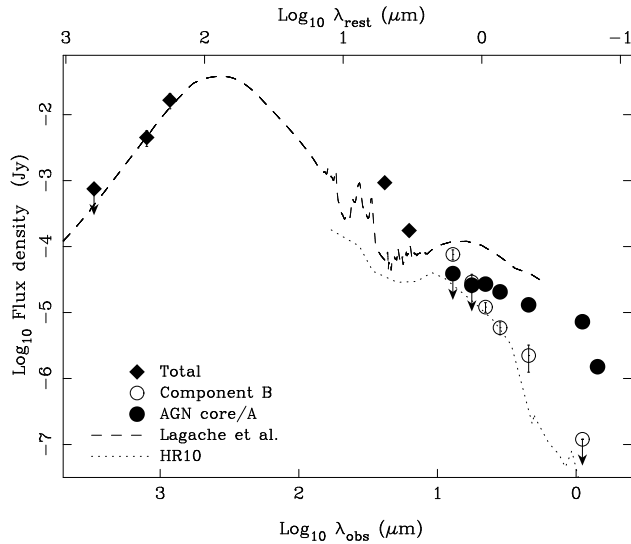 Log10 λrest (μm)
3 2 1 0 −1
Log10 Flux density (Jy)
−2
−3
−4
−5
−6
−7
Total
Component B
AGN core/A
Lagache et al.
HR10
3 2 1 0
Log10 λobs (μm)